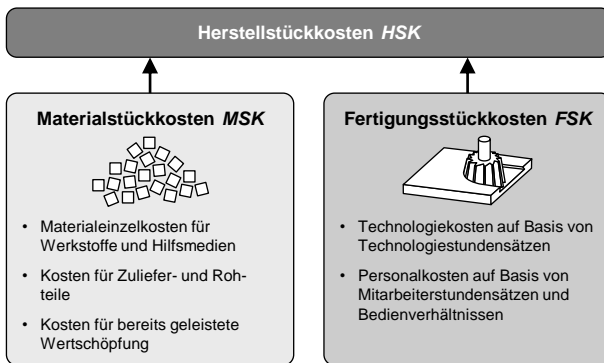 Herstellstückkosten HSK
Materialstückkosten MSK
• Materialeinzelkosten für
Werkstoffe und Hilfsmedien
• Kosten für Zuliefer- und Roh-
teile
• Kosten für bereits geleistete
Wertschöpfung
Fertigungsstückkosten FSK
• Technologiekosten auf Basis von
Technologiestundensätzen
• Personalkosten auf Basis von
Mitarbeiterstundensätzen und
Bedienverhältnissen